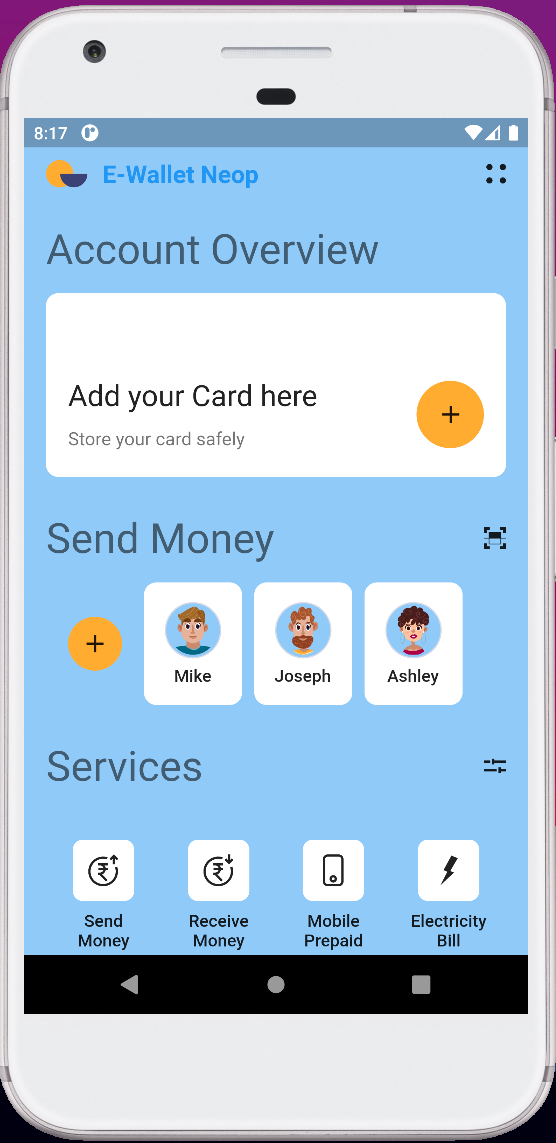 8:17
E-Wallet Neop
Account Overview
Add your Card here
Store your card safely
Send Money
Mike
Joseph
Ashley
Services
Send
Money
Receive
Money
Mobile
Prepaid
Electricity
Bill